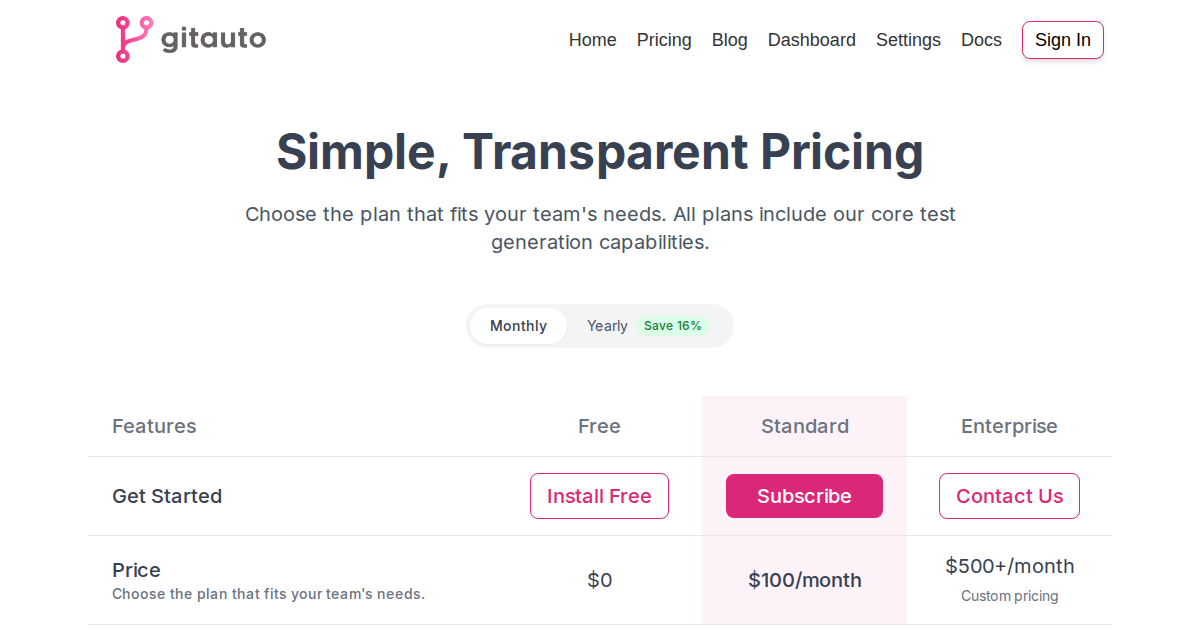 gitauto
Home Pricing Blog Dashboard Settings Docs Sign In
Simple, Transparent Pricing
Choose the plan that fits your team's needs. All plans include our core test
generation capabilities.
Monthly Yearly Save 16%
Features Free Standard Enterprise
Get Started Install Free Subscribe Contact Us
Price
Choose the plan that fits your team's needs.
$0
$100/month
$500+/month
Custom pricing